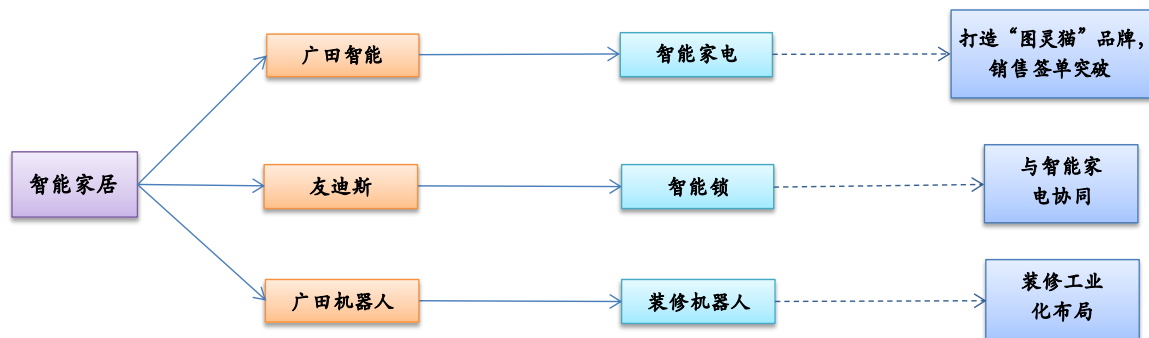 广田智能
智能家电
打造“图灵猫”品牌，
销售签单突破
智能家居
友迪斯
智能锁
与智能家
电协同
广田机器人
装修机器人
装修工业
化布局